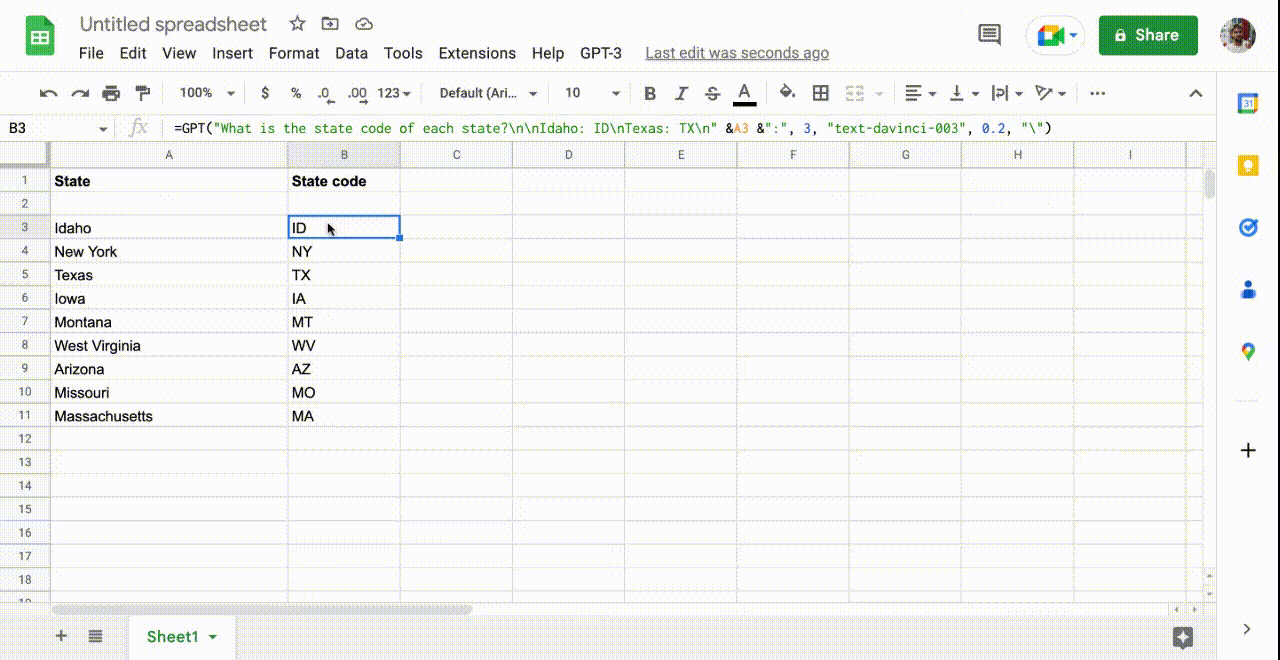 Untitled spreadsheet
File Edit View Insert Format Data Tools Extensions Help GPT-3 Last edit was seconds ago
Share
100% $ % .0 .00 123 Default (Ari... 10 B I S A
31
B3 fx =GPT("What is the state code of each state?\n\nIdaho: ID\nTexas: TX\n" &A3 &":", 3, "text-davinci-003", 0.2, "\")
A B C D E F G H I
1 State State code
2
3 Idaho ID
4 New York NY
5 Texas TX
6 Iowa IA
7 Montana MT
8 West Virginia WV
9 Arizona AZ
10 Missouri MO
11 Massachusetts MA
12
13
14
15
16
17
18
19
Sheet1